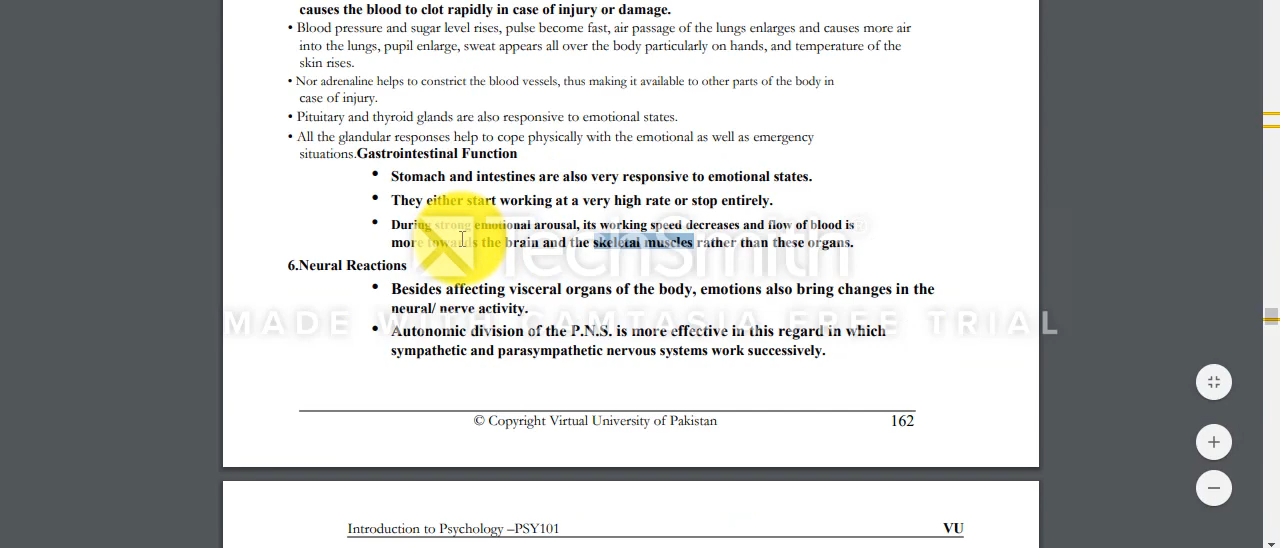 causes the blood to clot rapidly in case of injury or damage.
• Blood pressure and sugar level rises, pulse become fast, air passage of the lungs enlarges and causes more air
into the lungs, pupil enlarge, sweat appears all over the body particularly on hands, and temperature of the
skin rises.
• Nor adrenaline helps to constrict the blood vessels, thus making it available to other parts of the body in
case of injury.
• Pituitary and thyroid glands are also responsive to emotional states.
• All the glandular responses help to cope physically with the emotional as well as emergency
situations.Gastrointestinal Function
• Stomach and intestines are also very responsive to emotional states.
• They either start working at a very high rate or stop entirely.
• During strong emotional arousal, its working speed decreases and flow of blood is
more towards the brain and the skeletal muscles rather than these organs.
TechSmith®
6.Neural Reactions
• Besides affecting visceral organs of the body, emotions also bring changes in the
neural/ nerve activity.
MADE WITH CAMTASIA FREE TRIAL
• Autonomic division of the P.N.S. is more effective in this regard in which
sympathetic and parasympathetic nervous systems work successively.
© Copyright Virtual University of Pakistan 162
Introduction to Psychology –PSY101 VU